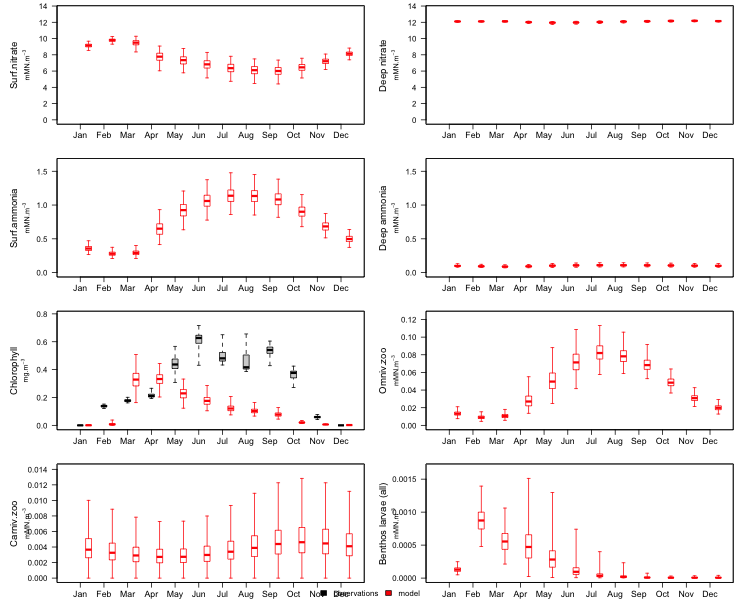 Surf.nitrate
mMN.m⁻³
14
12
10
8
6
4
2
0
Jan Feb Mar Apr May Jun Jul Aug Sep Oct Nov Dec
Deep nitrate
mMN.m⁻³
14
12
10
8
6
4
2
0
Jan Feb Mar Apr May Jun Jul Aug Sep Oct Nov Dec
Surf.ammonia
mMN.m⁻³
1.5
1.0
0.5
0.0
Jan Feb Mar Apr May Jun Jul Aug Sep Oct Nov Dec
Deep ammonia
mMN.m⁻³
1.5
1.0
0.5
0.0
Jan Feb Mar Apr May Jun Jul Aug Sep Oct Nov Dec
Chlorophyll
mg.m⁻³
0.8
0.6
0.4
0.2
0.0
Jan Feb Mar Apr May Jun Jul Aug Sep Oct Nov Dec
Omniv.zoo
mMN.m⁻³
0.12
0.10
0.08
0.06
0.04
0.02
0.00
Jan Feb Mar Apr May Jun Jul Aug Sep Oct Nov Dec
Carniv.zoo
mMN.m⁻³
0.014
0.012
0.010
0.008
0.006
0.004
0.002
0.000
Jan Feb Mar Apr May Jun Jul Aug Sep Oct Nov Dec
Benthos larvae (all)
mMN.m⁻³
0.0015
0.0010
0.0005
0.0000
Jan Feb Mar Apr May Jun Jul Aug Sep Oct Nov Dec
observations model